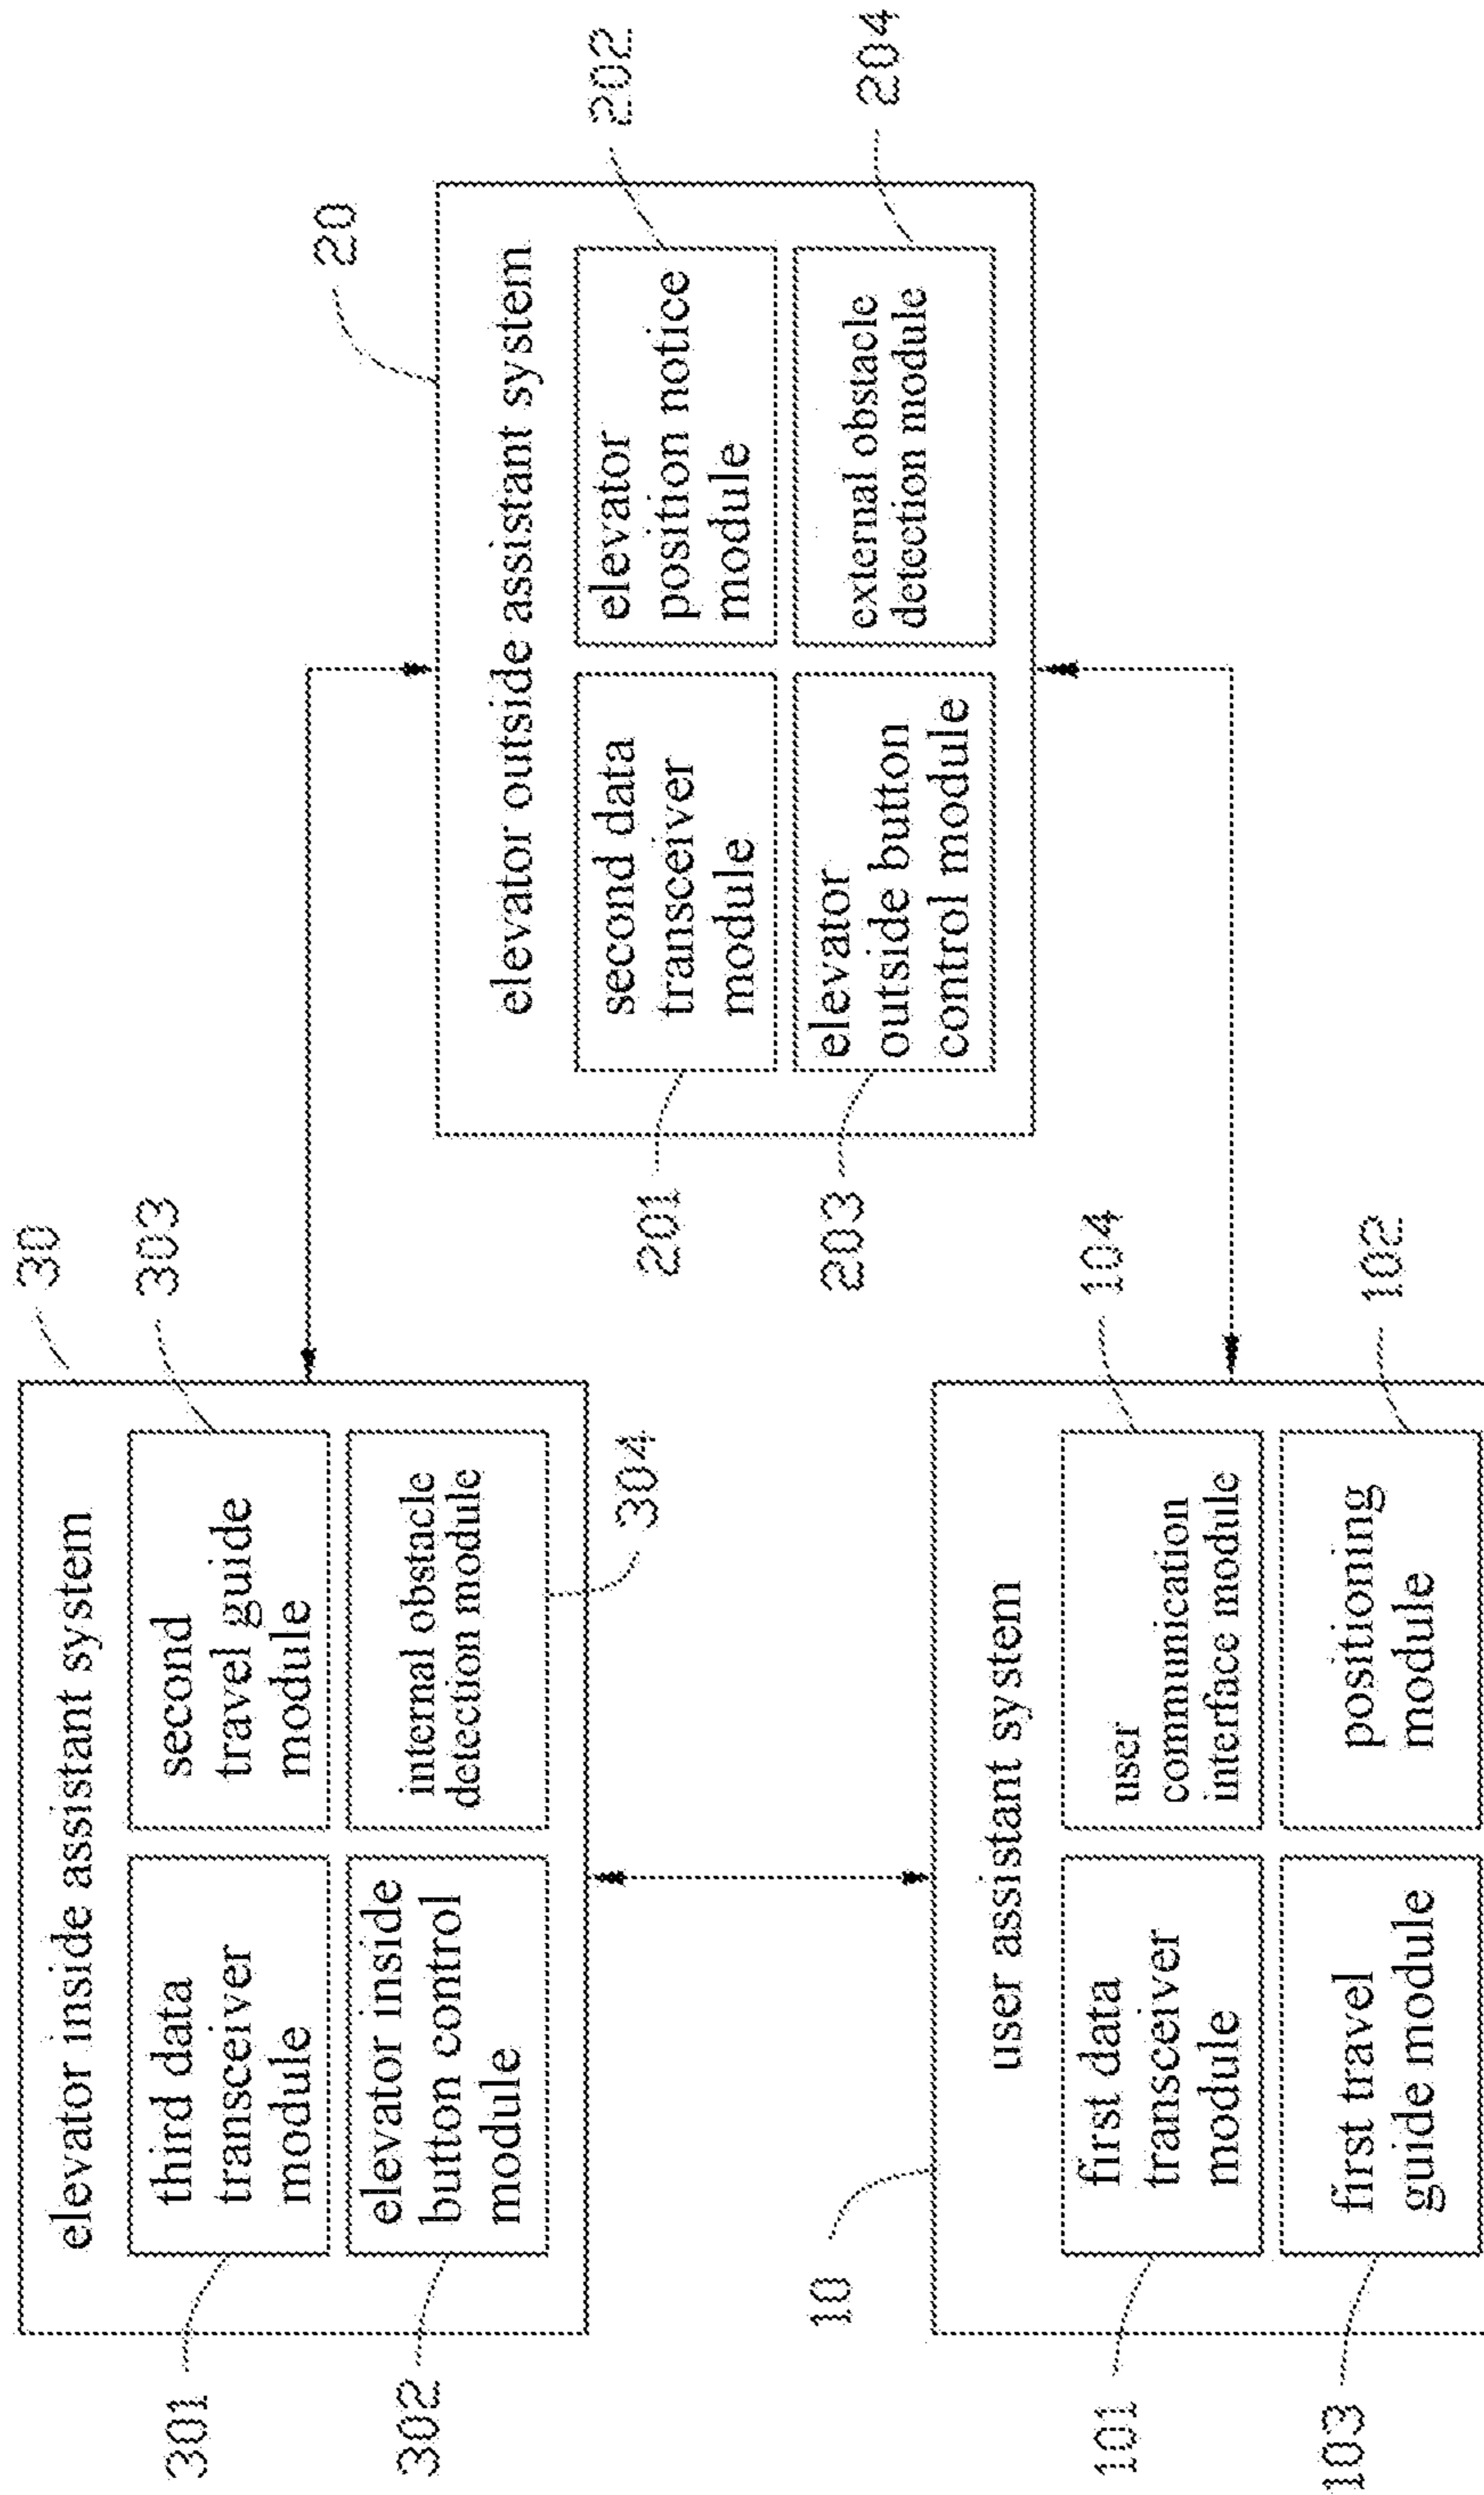 elevator inside assistant system
30
third data
transceiver
module
301
second
travel guide
module
303
elevator inside
button control
module
302
internal obstacle
detection module
304
elevator outside assistant system
20
second data
transceiver
module
201
elevator
position notice
module
202
elevator
outside button
control module
203
external obstacle
detection module
204
user assistant system
10
first data
transceiver
module
101
user
communication
interface module
104
first travel
guide module
103
positioning
module
102